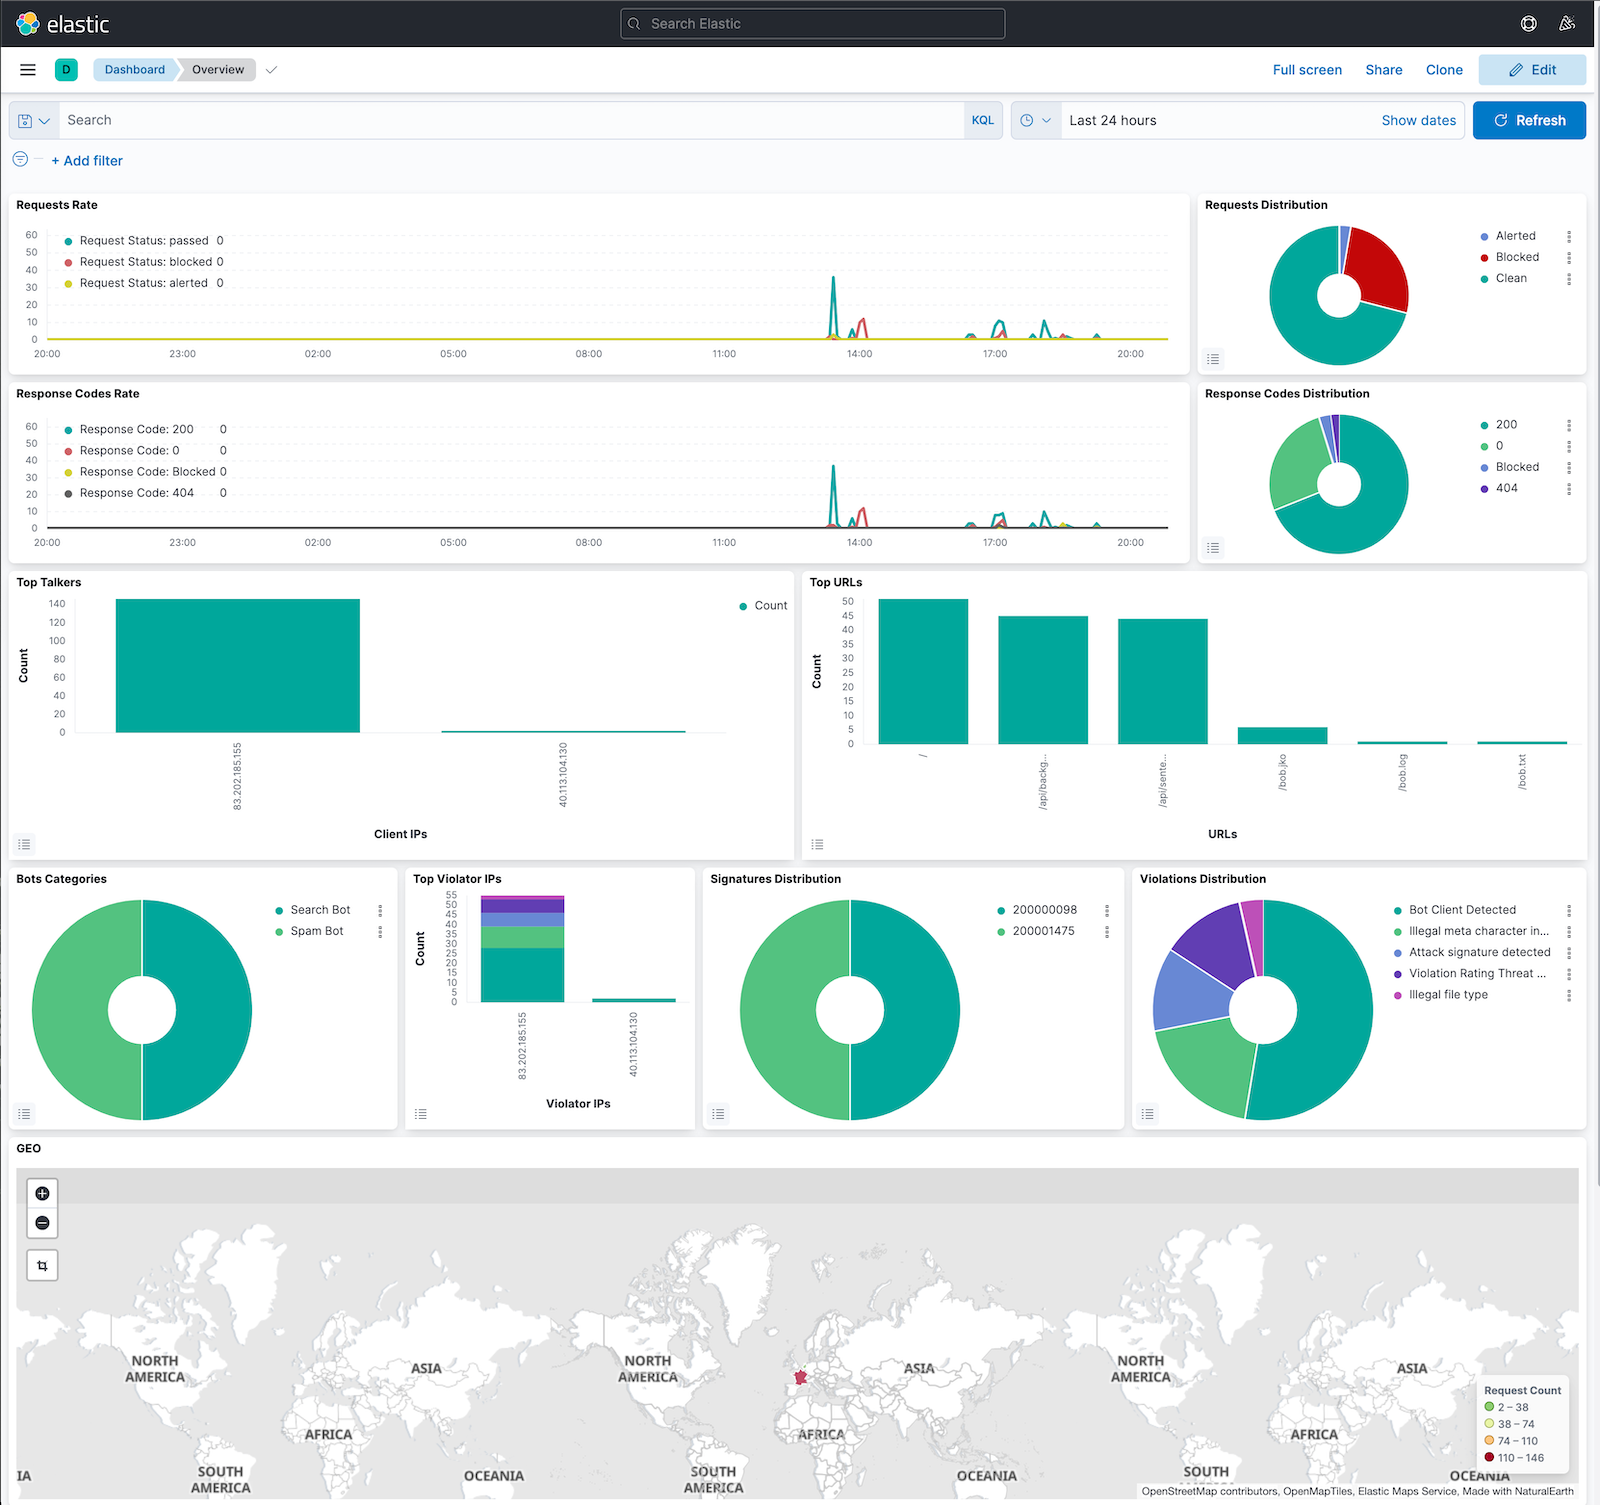 elastic
Search Elastic
D
Dashboard
Overview
Full screen
Share
Clone
Edit
Search
KQL
Last 24 hours
Show dates
Refresh
+ Add filter
Requests Rate
60
50
40
30
20
10
0
Request Status: passed 0
Request Status: blocked 0
Request Status: alerted 0
20:00 23:00 02:00 05:00 08:00 11:00 14:00 17:00 20:00
Requests Distribution
Alerted
Blocked
Clean
Response Codes Rate
60
50
40
30
20
10
0
Response Code: 200 0
Response Code: 0 0
Response Code: Blocked 0
Response Code: 404 0
20:00 23:00 02:00 05:00 08:00 11:00 14:00 17:00 20:00
Response Codes Distribution
200
0
Blocked
404
Top Talkers
140
120
100
80
60
40
20
0
Count
Count
83.202.185.155
40.113.104.130
Client IPs
Top URLs
50
45
40
35
30
25
20
15
10
5
0
Count
/
/api/backg...
/api/sente...
/bob.jko
/bob.log
/bob.txt
URLs
Bots Categories
Search Bot
Spam Bot
Top Violator IPs
55
50
45
40
35
30
25
20
15
10
5
0
Count
83.202.185.155
40.113.104.130
Violator IPs
Signatures Distribution
200000098
200001475
Violations Distribution
Bot Client Detected
Illegal meta character in...
Attack signature detected
Violation Rating Threat ...
Illegal file type
GEO
NORTH
AMERICA
ASIA
NORTH
AMERICA
ASIA
NORTH
AMERICA
ASIA
AFRICA
AFRICA
AFRICA
IA
SOUTH
AMERICA
OCEANIA
SOUTH
AMERICA
OCEANIA
SOUTH
OCEANIA
Request Count
2 – 38
38 – 74
74 – 110
110 – 146
OpenStreetMap contributors, OpenMapTiles, Elastic Maps Service, Made with NaturalEarth